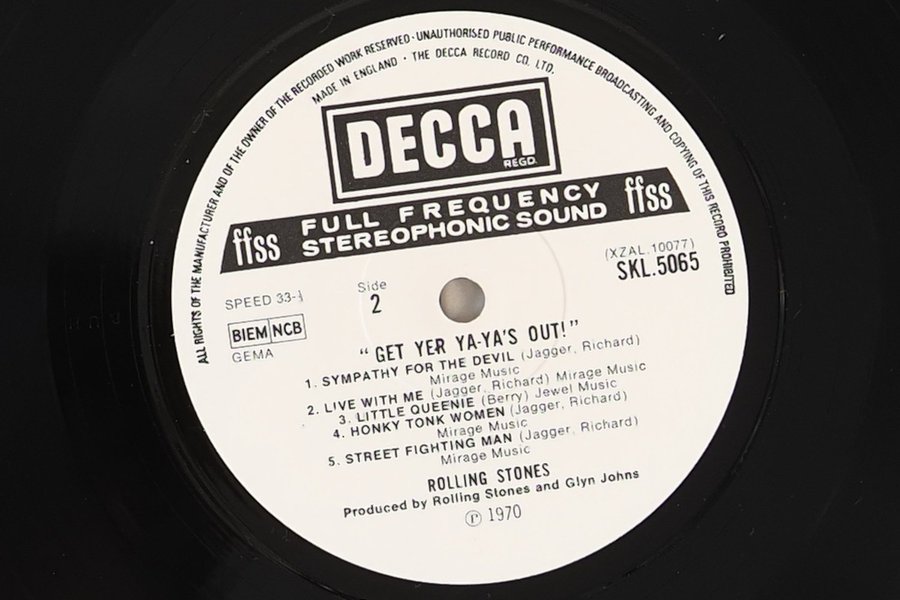 ALL RIGHTS OF THE MANUFACTURER AND OF THE OWNER OF THE RECORDED WORK RESERVED · UNAUTHORISED PUBLIC PERFORMANCE BROADCASTING AND COPYING OF THIS RECORD PROHIBITED
MADE IN ENGLAND · THE DECCA RECORD CO. LTD.
DECCA
REGD.
ffss FULL FREQUENCY ffss
STEREOPHONIC SOUND
(XZAL.10077)
SKL.5065
SPEED 33-⅓
Side
2
BIEM NCB
GEMA
"GET YER YA-YA'S OUT!"
1. SYMPATHY FOR THE DEVIL (Jagger, Richard)
Mirage Music
2. LIVE WITH ME (Jagger, Richard) Mirage Music
3. LITTLE QUEENIE (Berry) Jewel Music
4. HONKY TONK WOMEN (Jagger, Richard)
Mirage Music
5. STREET FIGHTING MAN (Jagger, Richard)
Mirage Music
ROLLING STONES
Produced by Rolling Stones and Glyn Johns
Ⓟ 1970